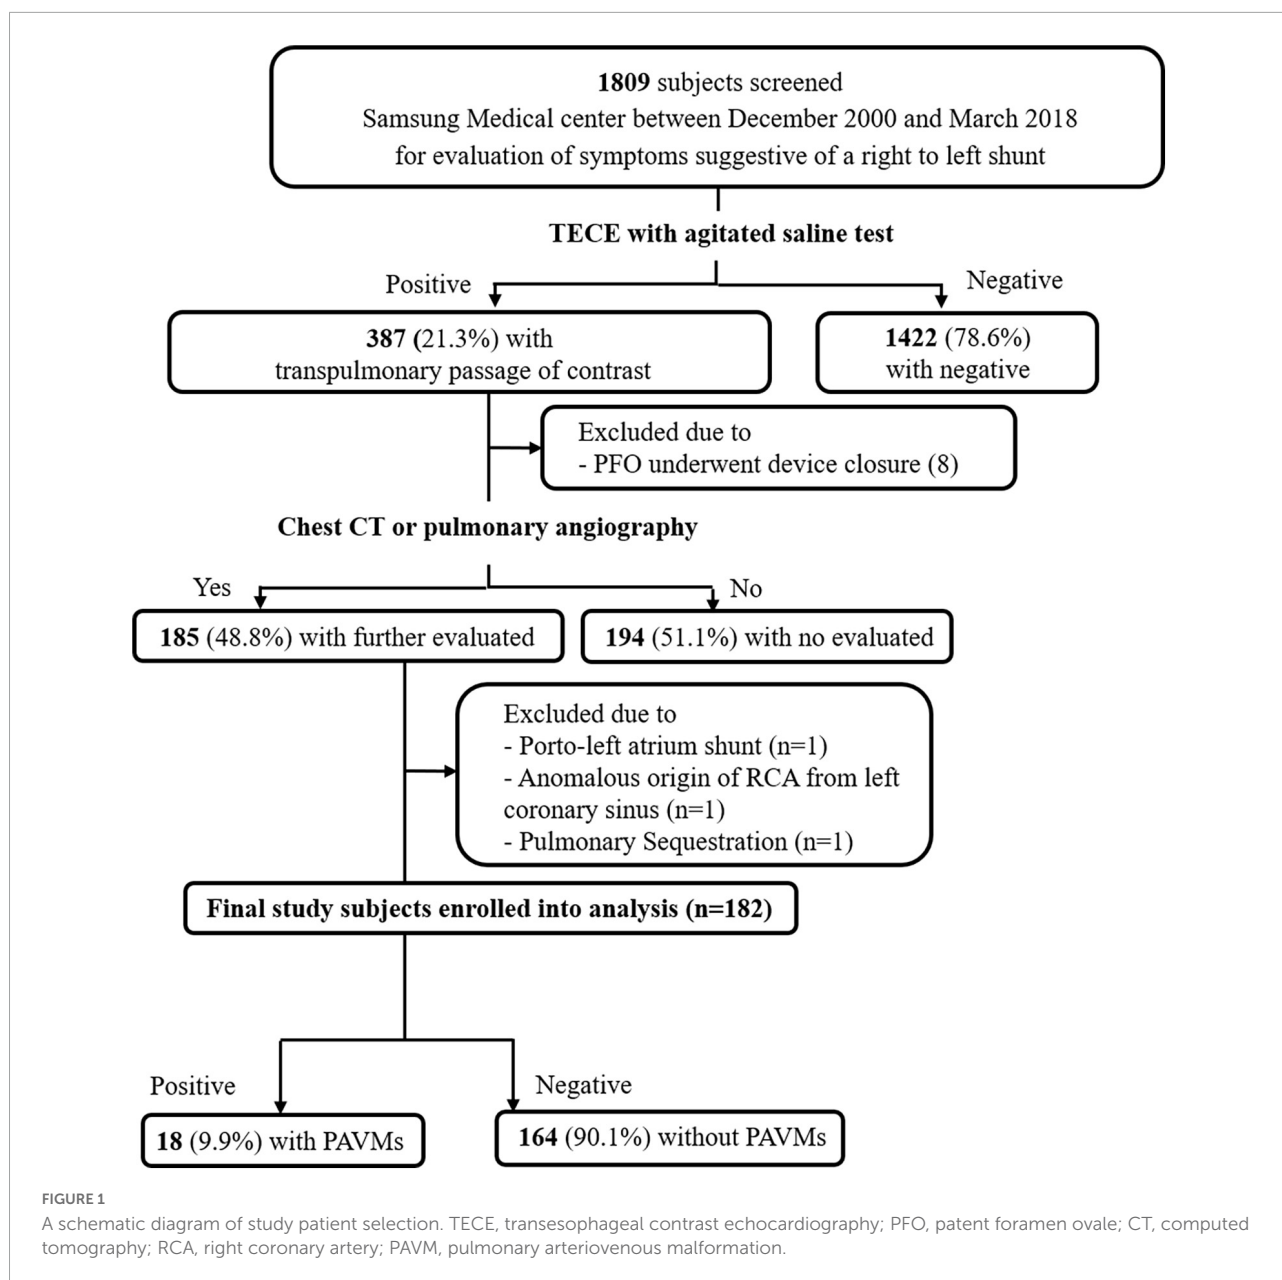 1809 subjects screened
Samsung Medical center between December 2000 and March 2018
for evaluation of symptoms suggestive of a right to left shunt
TECE with agitated saline test
Positive
Negative
387 (21.3%) with
transpulmonary passage of contrast
1422 (78.6%)
with negative
Excluded due to
- PFO underwent device closure (8)
Chest CT or pulmonary angiography
Yes
No
185 (48.8%) with further evaluated
194 (51.1%) with no evaluated
Excluded due to
- Porto-left atrium shunt (n=1)
- Anomalous origin of RCA from left
coronary sinus (n=1)
- Pulmonary Sequestration (n=1)
Final study subjects enrolled into analysis (n=182)
Positive
Negative
18 (9.9%) with PAVMs
164 (90.1%) without PAVMs
FIGURE 1
A schematic diagram of study patient selection. TECE, transesophageal contrast echocardiography; PFO, patent foramen ovale; CT, computed
tomography; RCA, right coronary artery; PAVM, pulmonary arteriovenous malformation.